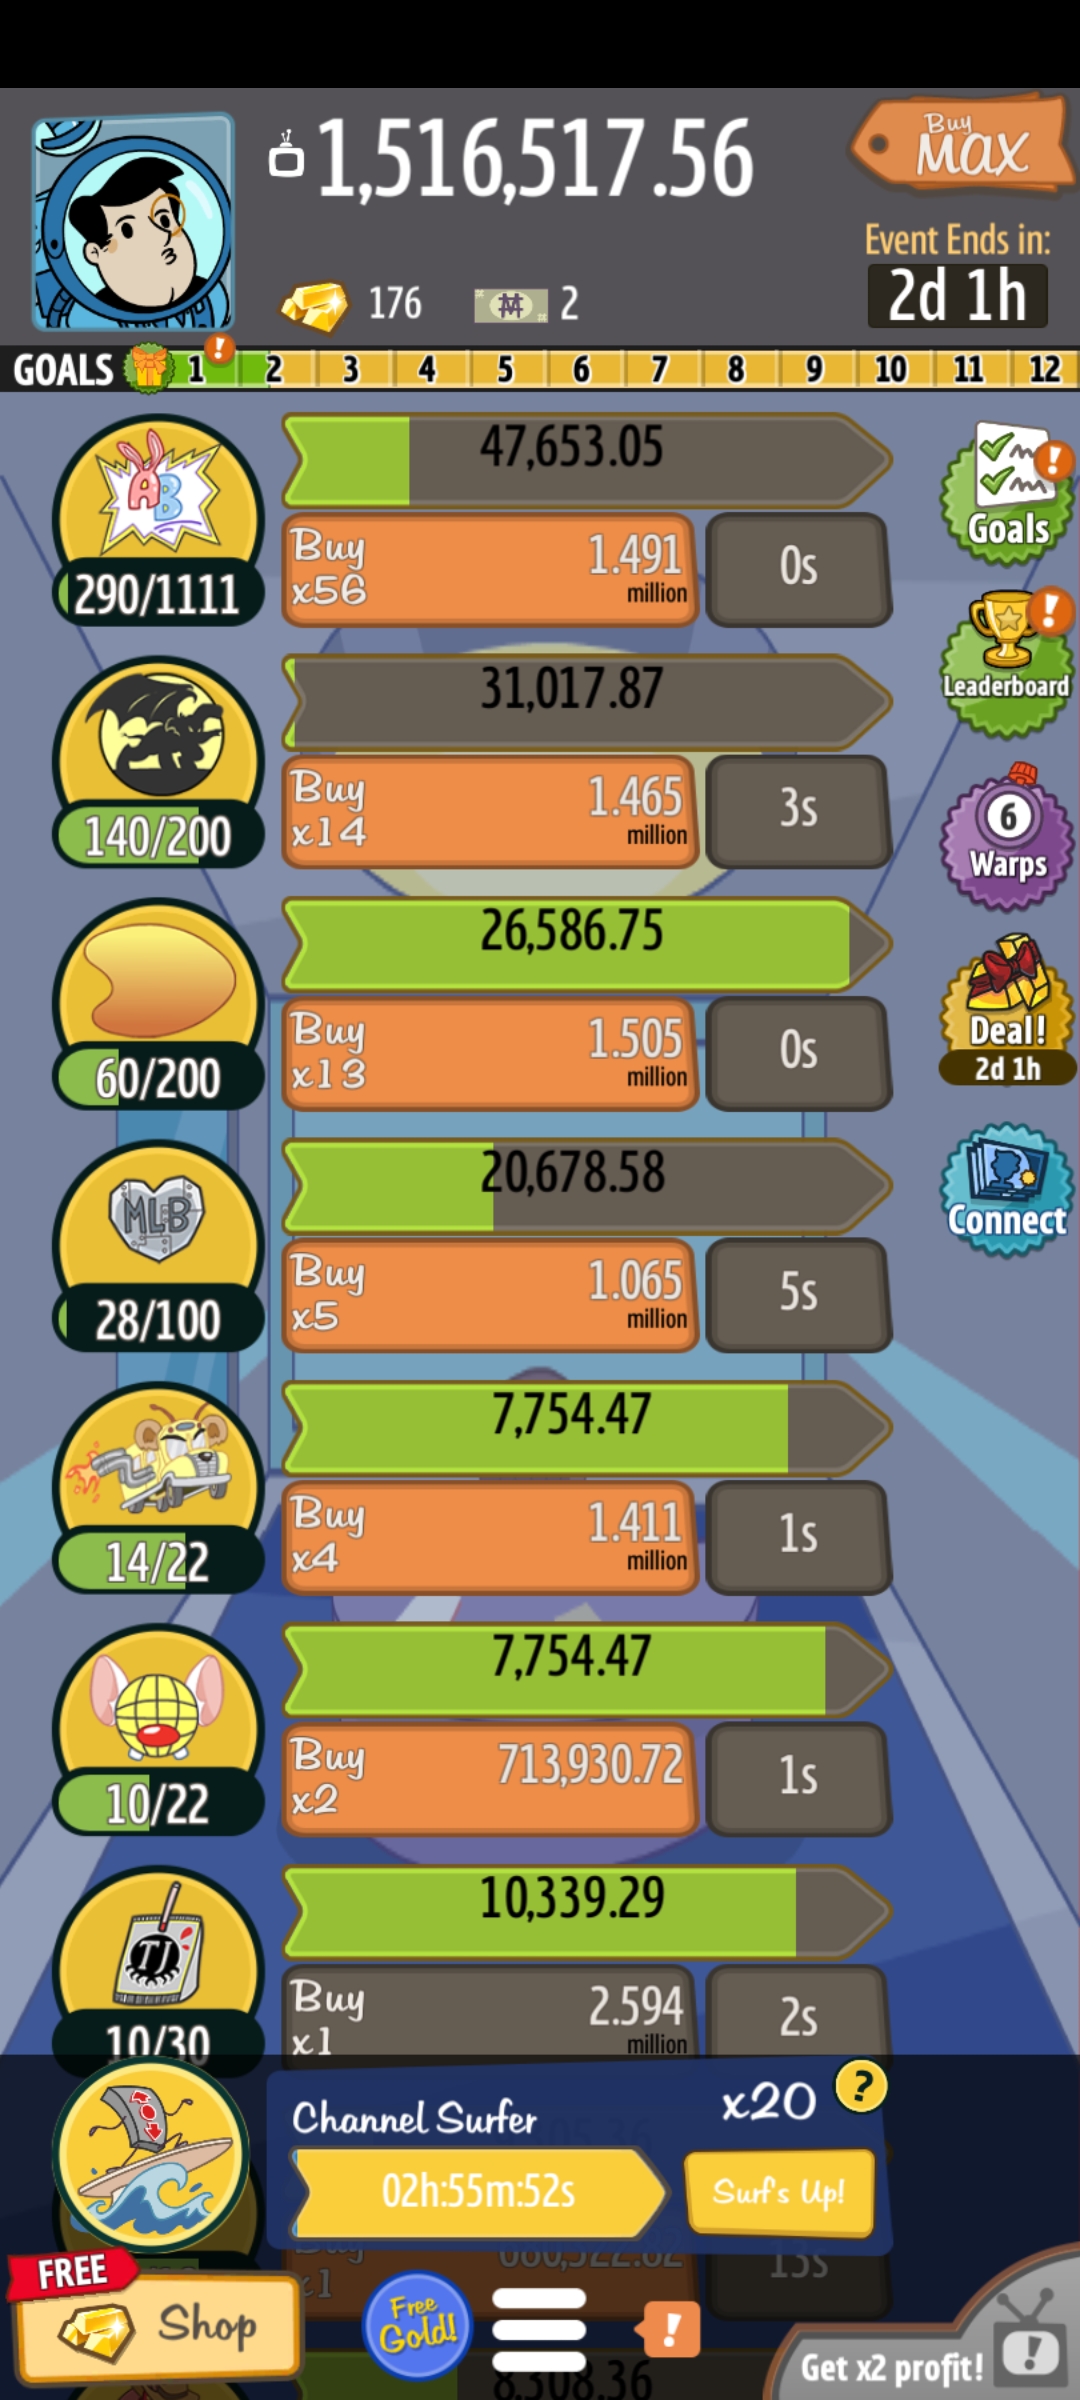 1,516,517.56
Buy
MAX
Event Ends in:
2d 1h
176
2
GOALS 1 ! 2 3 4 5 6 7 8 9 10 11 12
47,653.05
AB
290/1111
Buy
x56
1.491
million
0s
!
Goals
31,017.87
140/200
Buy
x14
1.465
million
3s
!
Leaderboard
6
Warps
26,586.75
60/200
Buy
x13
1.505
million
0s
Deal!
2d 1h
20,678.58
MLB
28/100
Buy
x5
1.065
million
5s
Connect
7,754.47
14/22
Buy
x4
1.411
million
1s
7,754.47
10/22
Buy
x2
713,930.72
1s
10,339.29
TJ
10/30
Buy
x1
2.594
million
2s
Channel Surfer
x20
?
02h:55m:52s
Surf's Up!
Buy
x1
680,522.82
13s
FREE
Shop
Free
Gold!
!
8,308.36
Get x2 profit!
!